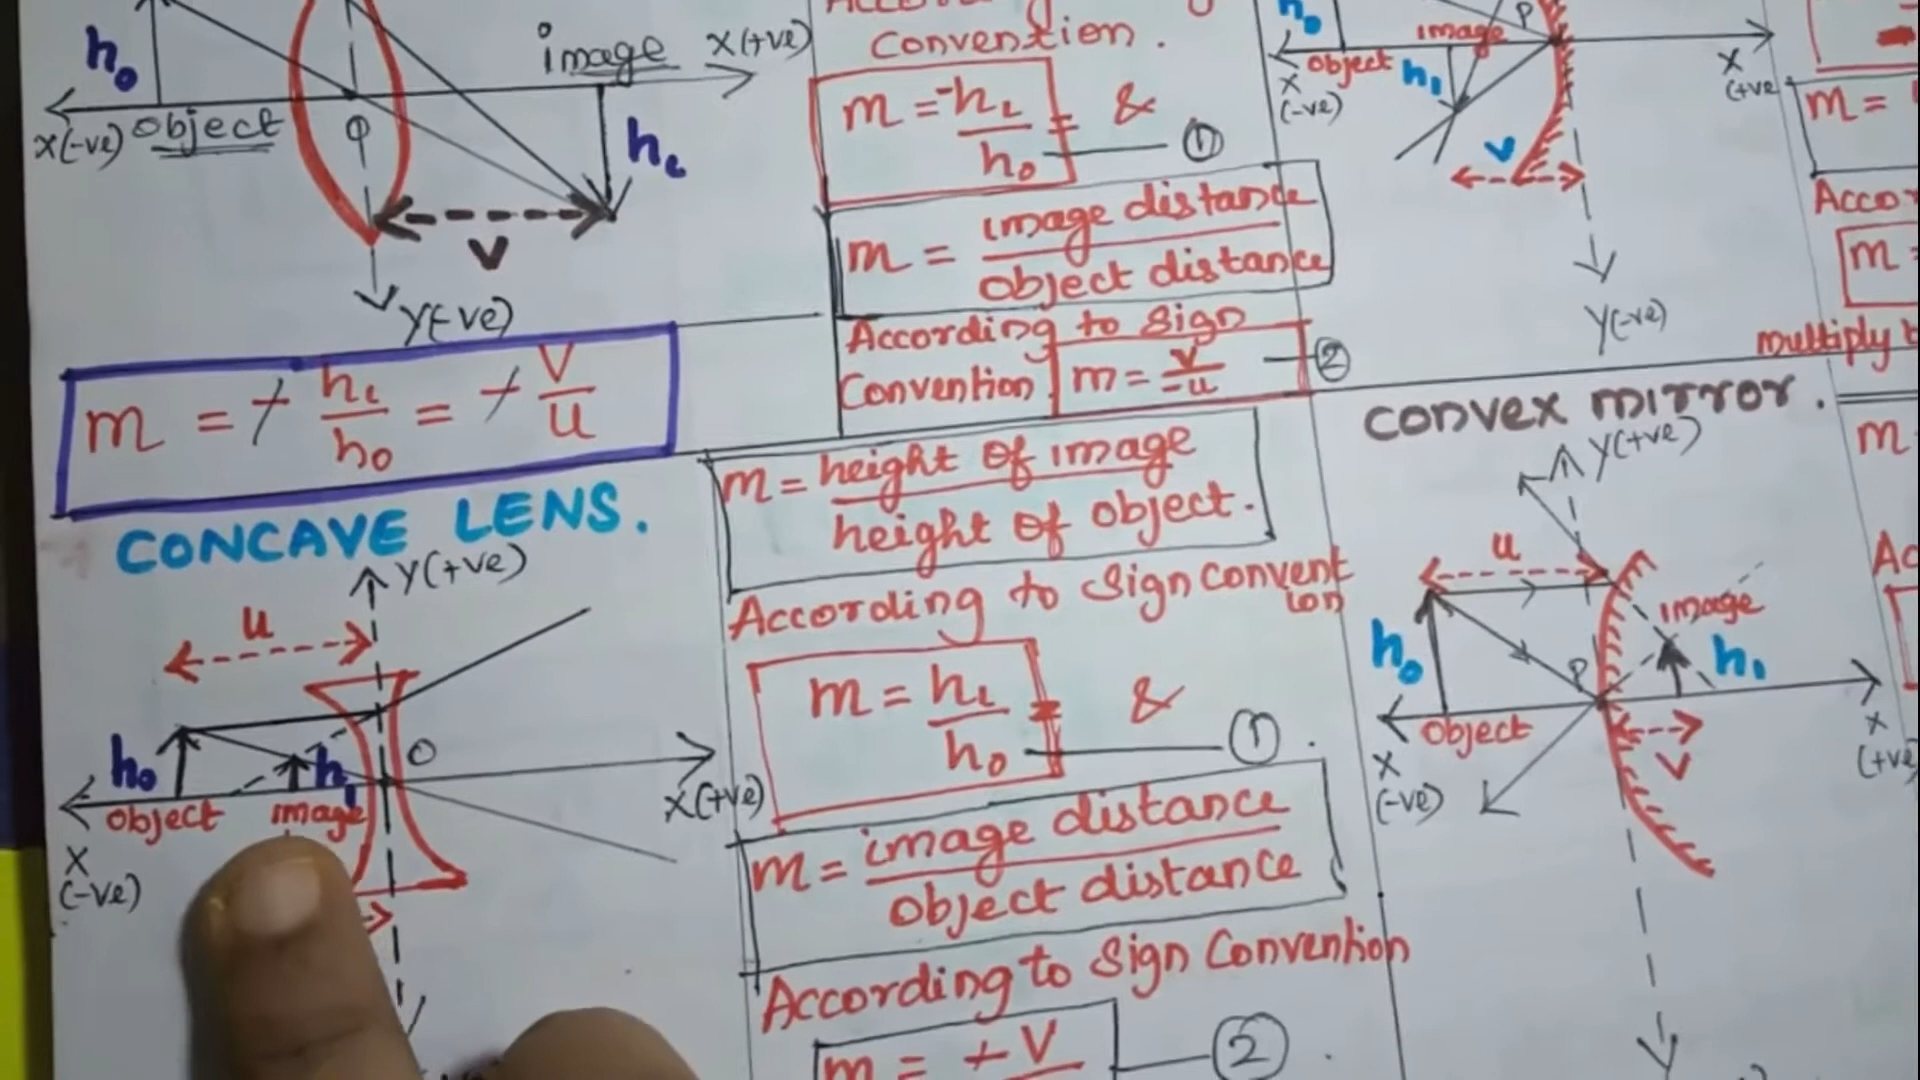 h₀
image
X(+ve)
X(-ve)
object
hᵢ
V
Y(-ve)
m = + hᵢ/h₀ = + V/u
CONCAVE LENS.
Y(+ve)
u
h₀
O
object
image
X(+ve)
X
(-ve)
Convention.
m = -hᵢ/h₀ & ①
m = image distance/object distance
According to sign
Convention m = v/-u ②
m = height of image/height of object.
According to sign convent
ion
m = hᵢ/h₀ & ①.
m = image distance/object distance
According to sign Convention
m = + V ②.
h₀
P
image
object
hᵢ
X
(-ve)
X
(+ve
V
Y(-ve)
CONVEX MIRROR.
Y(+ve)
u
image
h₀
P
hᵢ
object
V
X
(-ve)
X
(+ve
m =
m
multiply
m